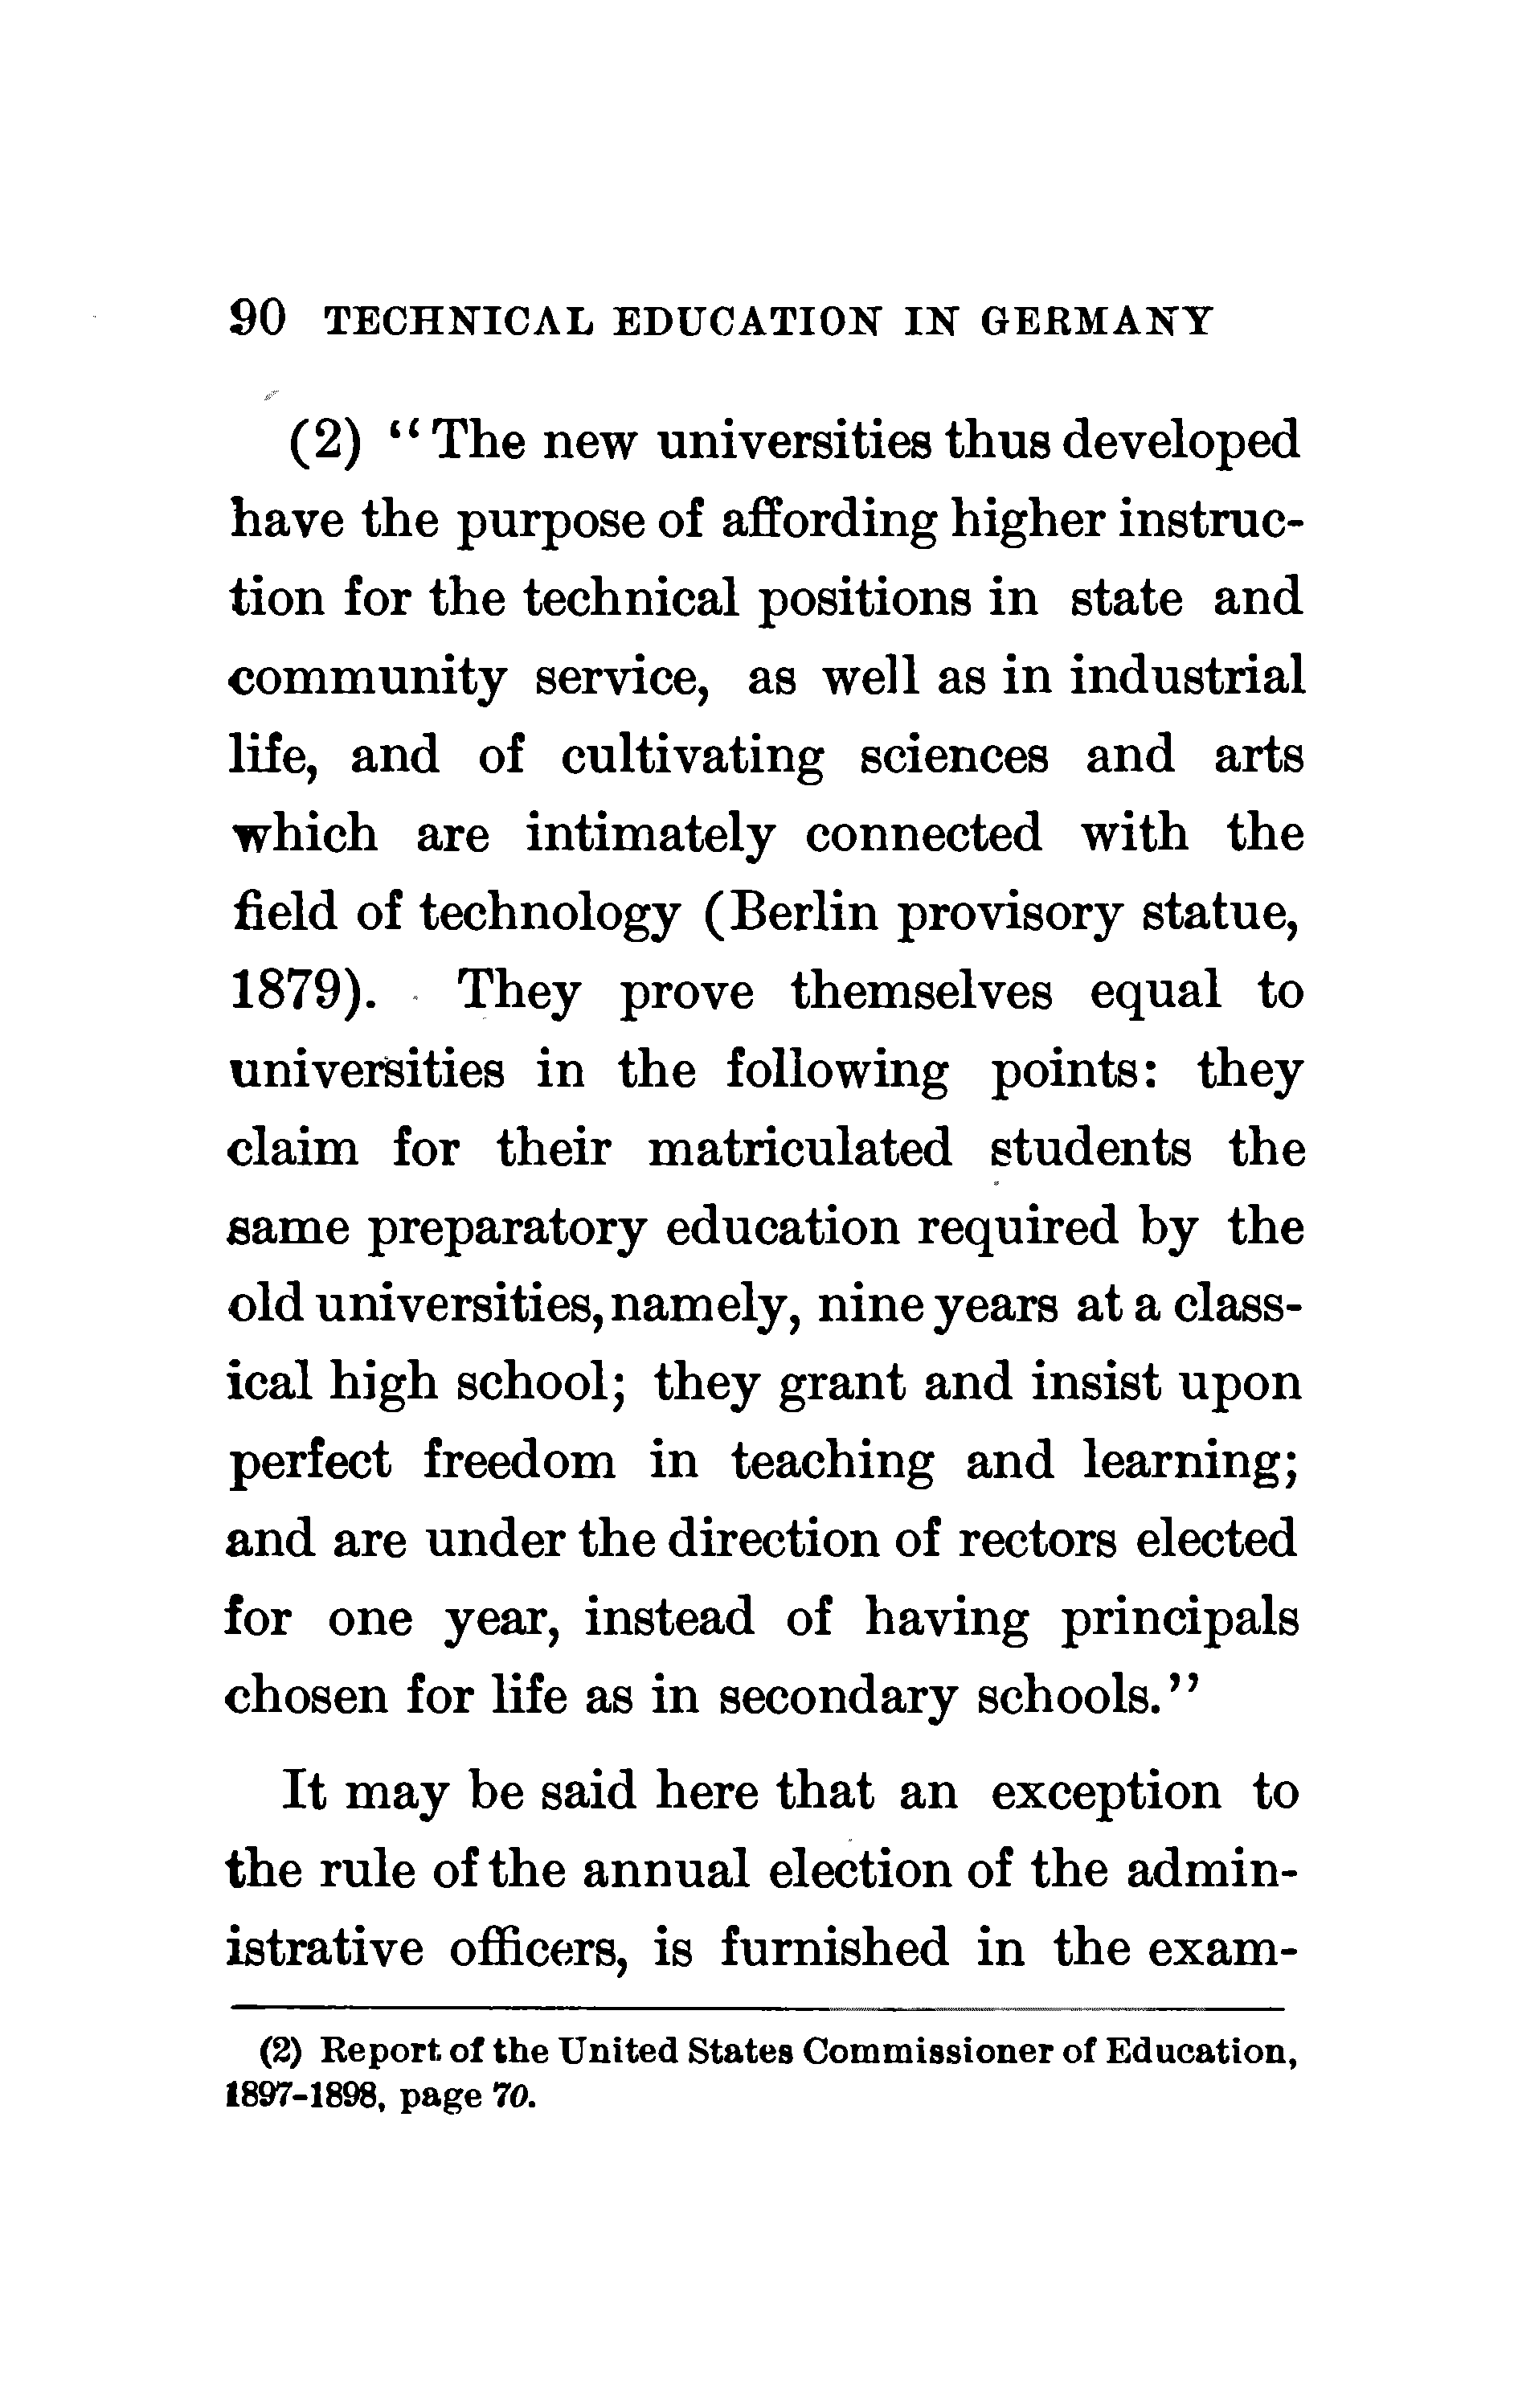 90 TECHNICAL EDUCATION IN GERMANY
(2) “The new universities thus developed
have the purpose of affording higher instruc-
tion for the technical positions in state and
community service, as well as in industrial
life, and of cultivating sciences and arts
which are intimately connected with the
field of technology (Berlin provisory statue,
1879). They prove themselves equal to
universities in the following points: they
claim for their matriculated students the
same preparatory education required by the
old universities, namely, nine years at a class-
ical high school; they grant and insist upon
perfect freedom in teaching and learning;
and are under the direction of rectors elected
for one year, instead of having principals
chosen for life as in secondary schools.”
It may be said here that an exception to
the rule of the annual election of the admin-
istrative officers, is furnished in the exam-
(2) Report of the United States Commissioner of Education,
1897-1898, page 70.